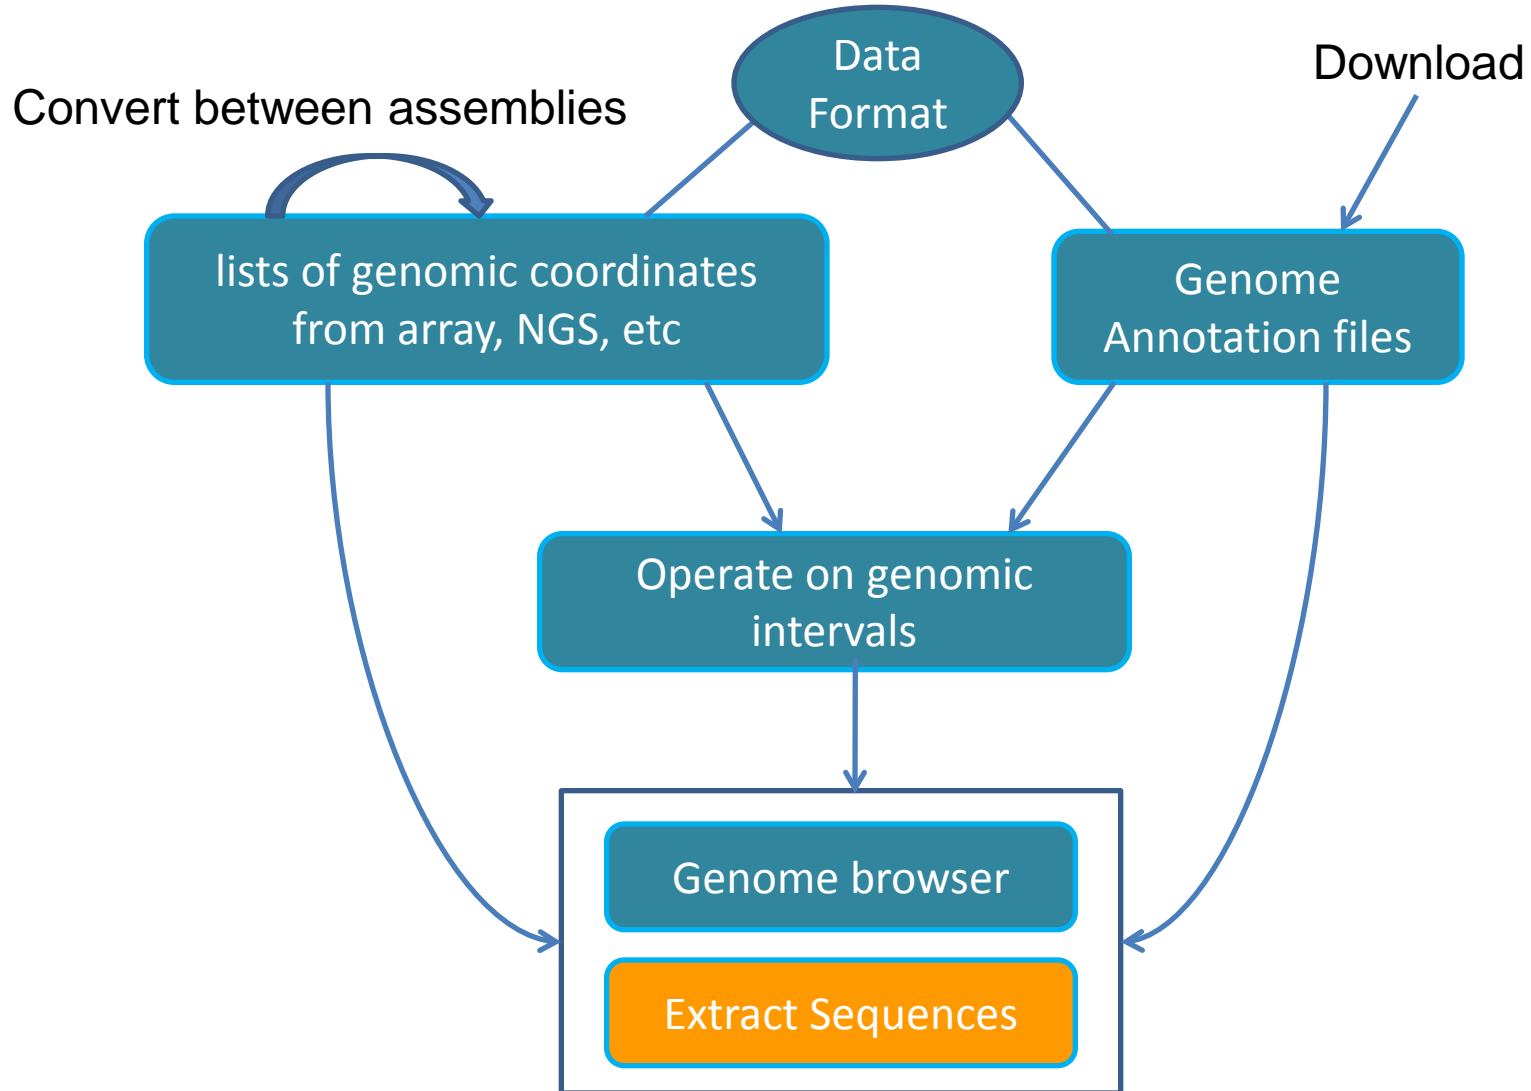 Data
Format
Download
Convert between assemblies
lists of genomic coordinates
from array, NGS, etc
Genome
Annotation files
Operate on genomic
intervals
Genome browser
Extract Sequences